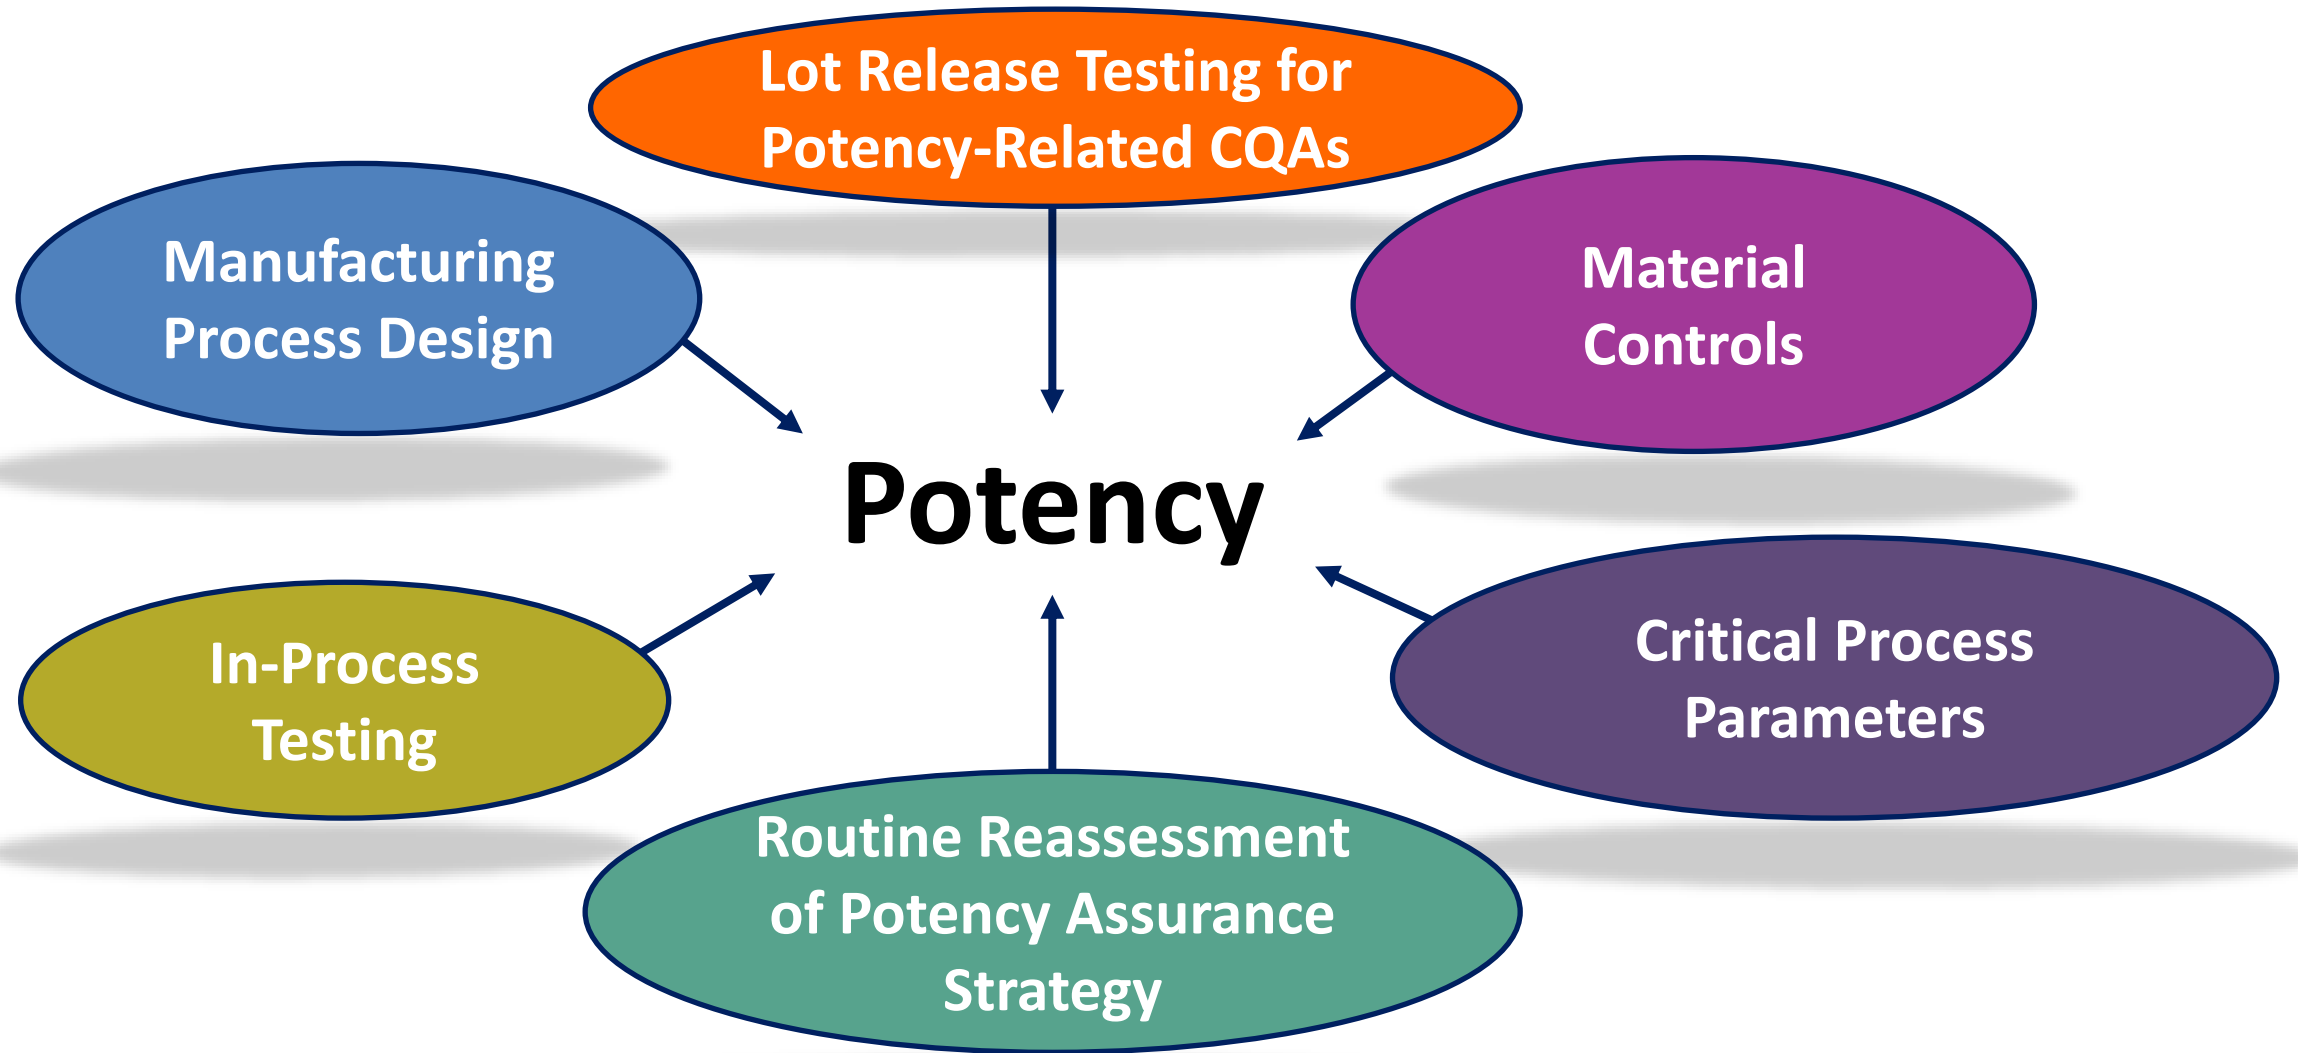 Lot Release Testing for
Potency-Related CQAs
Manufacturing
Process Design
Material
Controls
Potency
In-Process
Testing
Critical Process
Parameters
Routine Reassessment
of Potency Assurance
Strategy